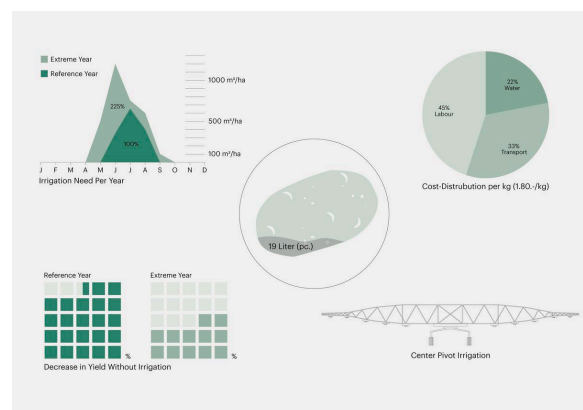 Extreme Year
Reference Year
1000 m³/ha
500 m³/ha
100 m³/ha
225%
100%
J F M A M J J A S O N D
Irrigation Need Per Year
22%
Water
45%
Labour
33%
Transport
Cost-Distrubution per kg (1.80.-/kg)
19 Liter (pc.)
Reference Year
Extreme Year
%
%
Decrease in Yield Without Irrigation
Center Pivot Irrigation